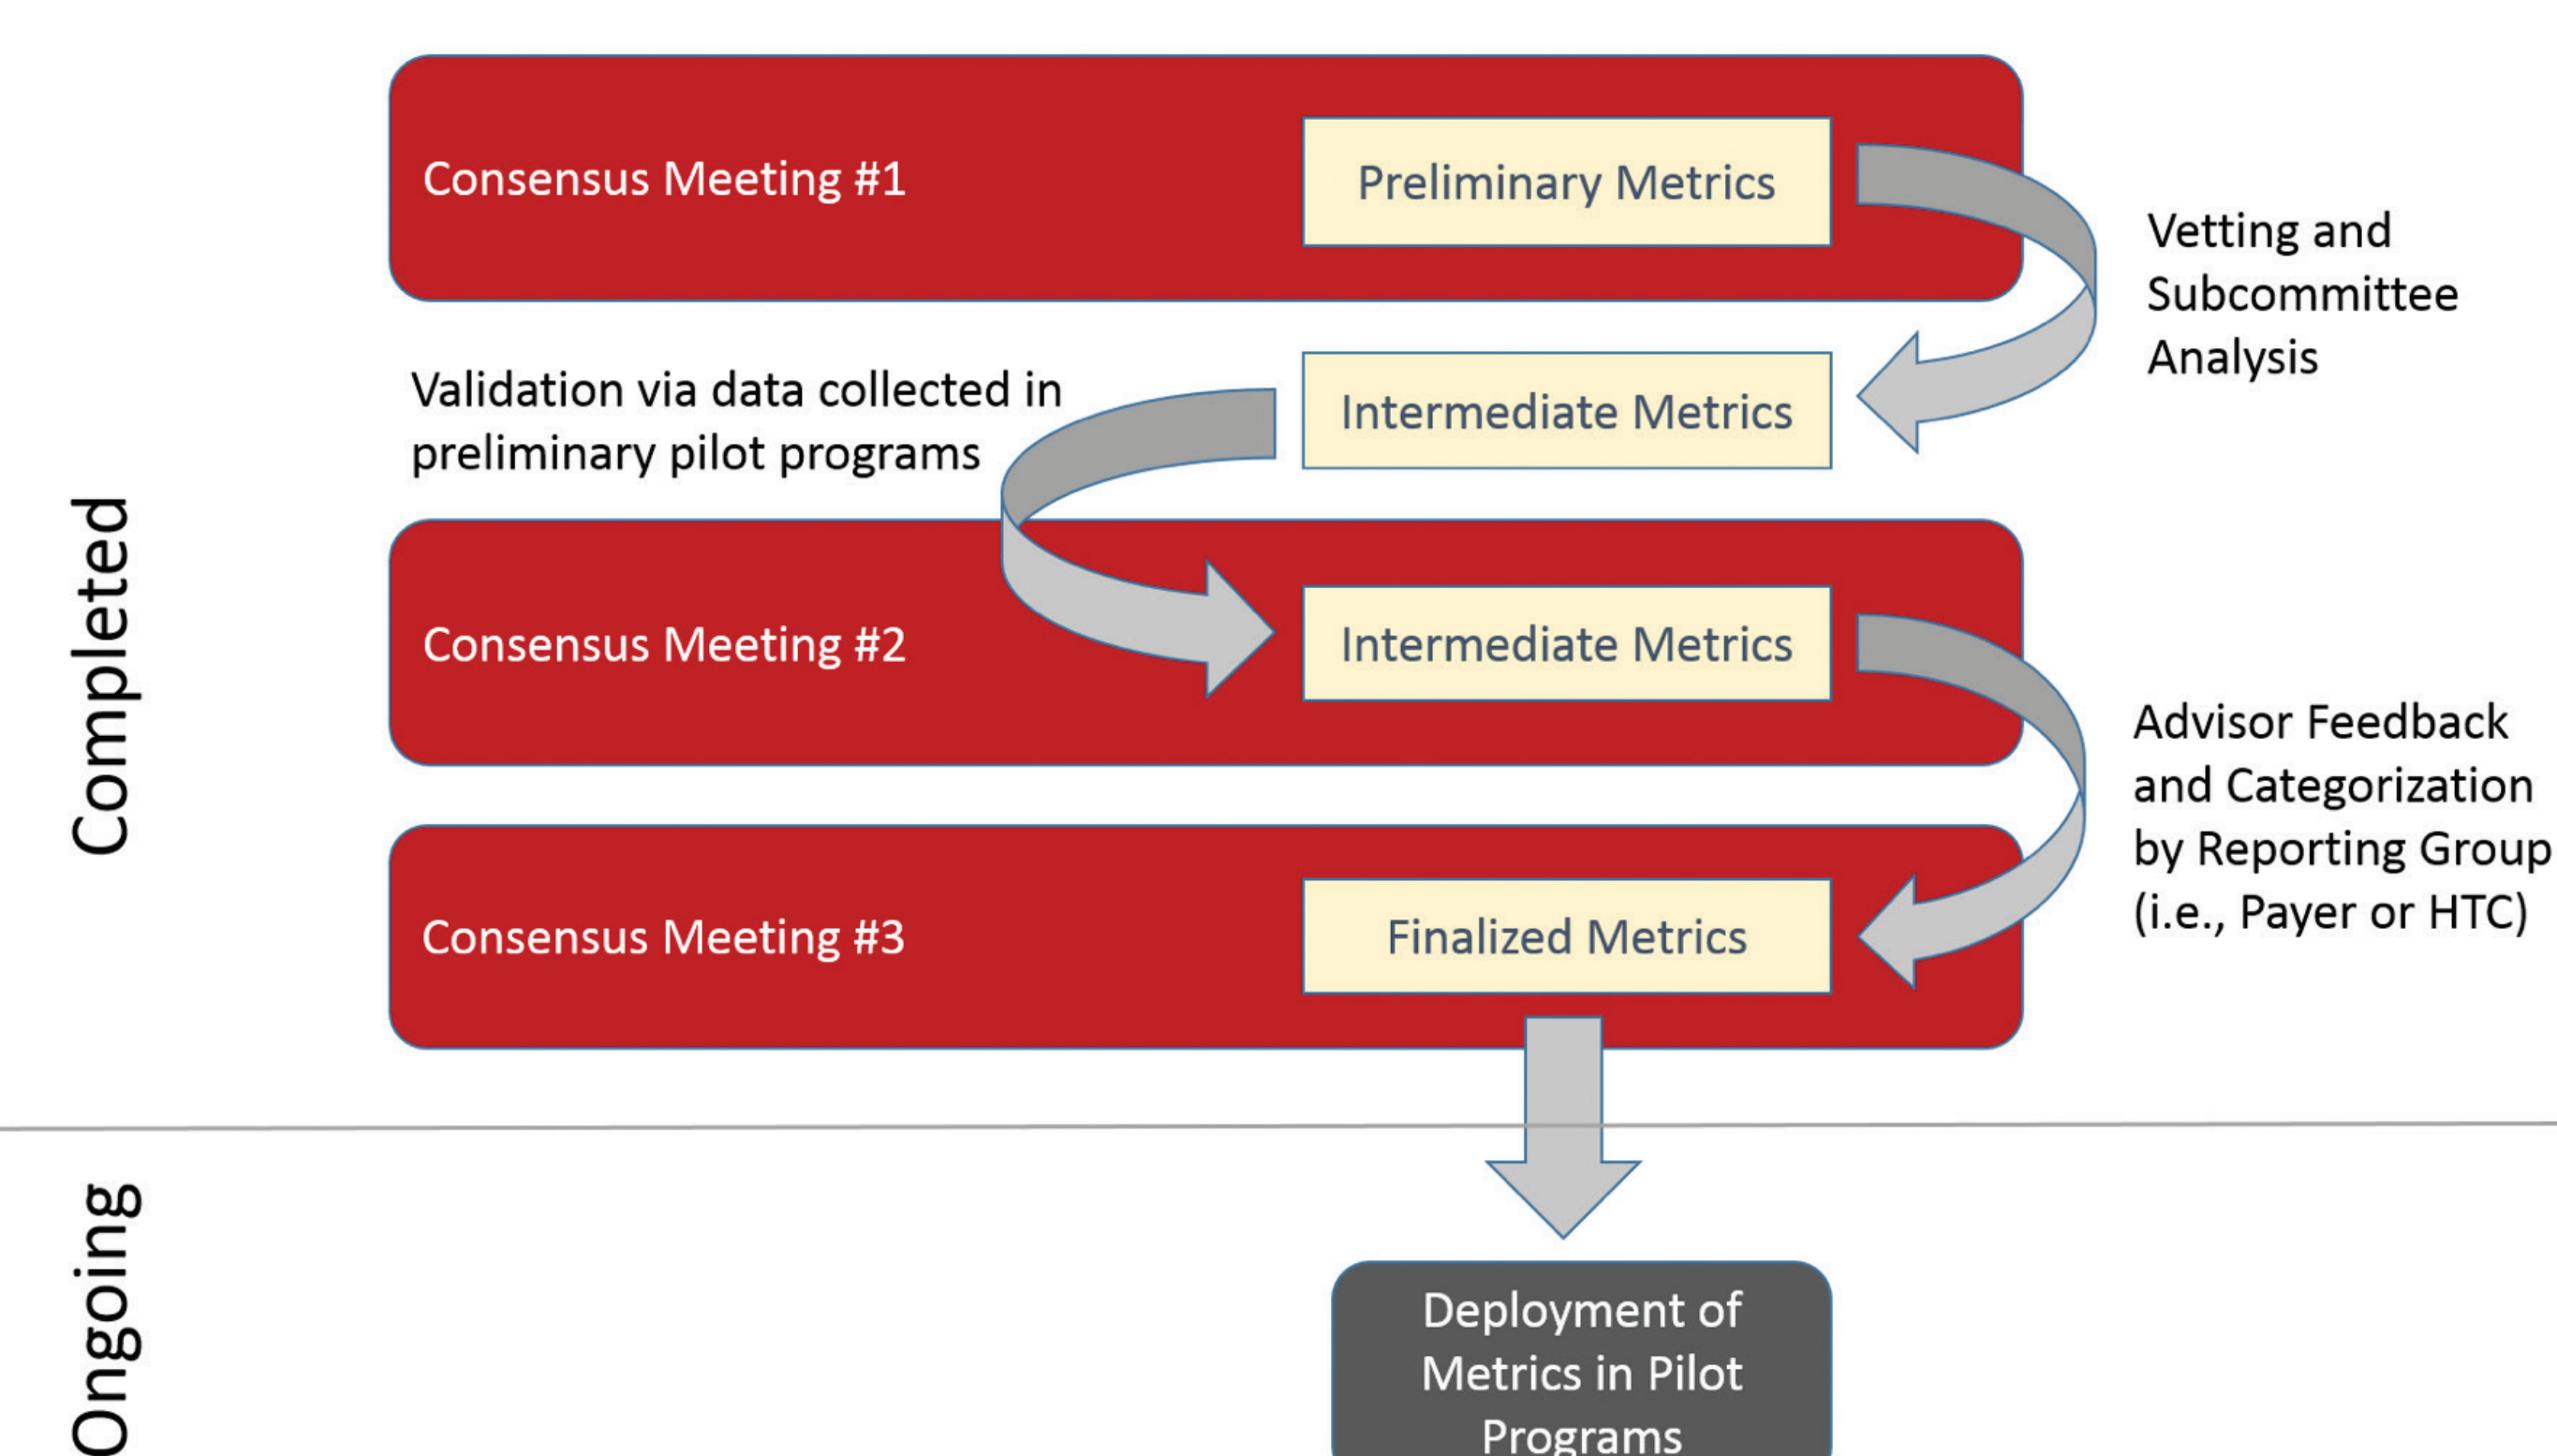 Completed
Consensus Meeting #1
Preliminary Metrics
Vetting and
Subcommittee
Analysis
Validation via data collected in
preliminary pilot programs
Intermediate Metrics
Consensus Meeting #2
Intermediate Metrics
Advisor Feedback
and Categorization
by Reporting Group
(i.e., Payer or HTC)
Consensus Meeting #3
Finalized Metrics
Ongoing
Deployment of
Metrics in Pilot
Programs